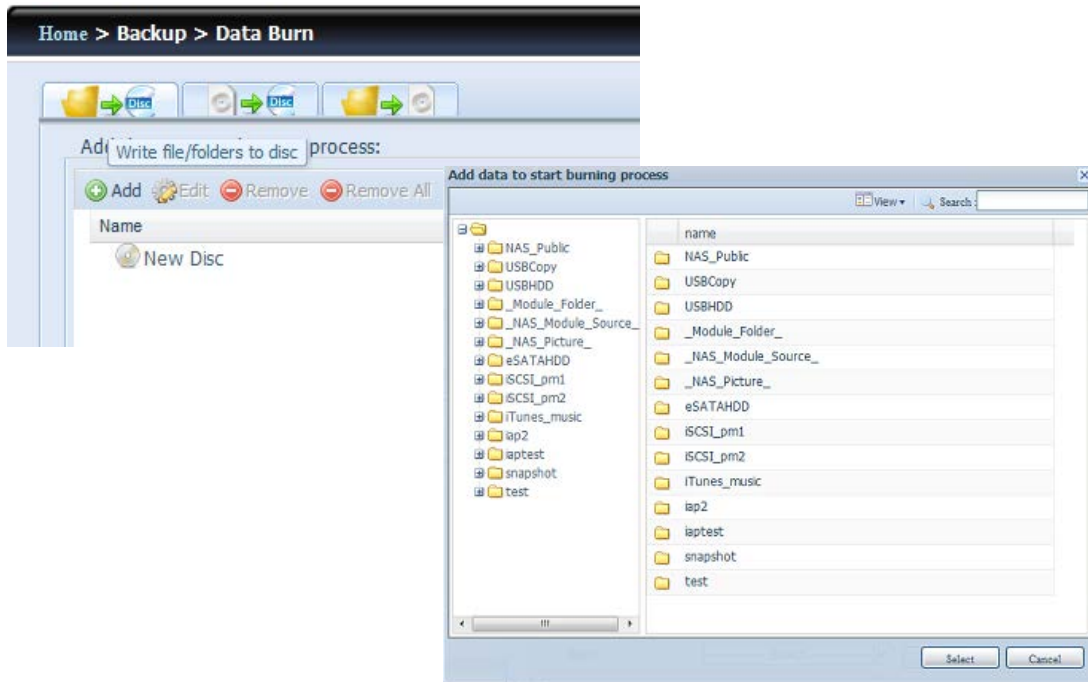 Home > Backup > Data Burn
Disc
Disc
Write file/folders to disc
process:
Add Edit Remove Remove All
Name
New Disc
Add data to start burning process
View Search :
NAS_Public
USBCopy
USBHDD
_Module_Folder_
_NAS_Module_Source_
_NAS_Picture_
eSATAHDD
iSCSI_pm1
iSCSI_pm2
iTunes_music
iap2
iaptest
snapshot
test
name
NAS_Public
USBCopy
USBHDD
_Module_Folder_
_NAS_Module_Source_
_NAS_Picture_
eSATAHDD
iSCSI_pm1
iSCSI_pm2
iTunes_music
iap2
iaptest
snapshot
test
Select Cancel